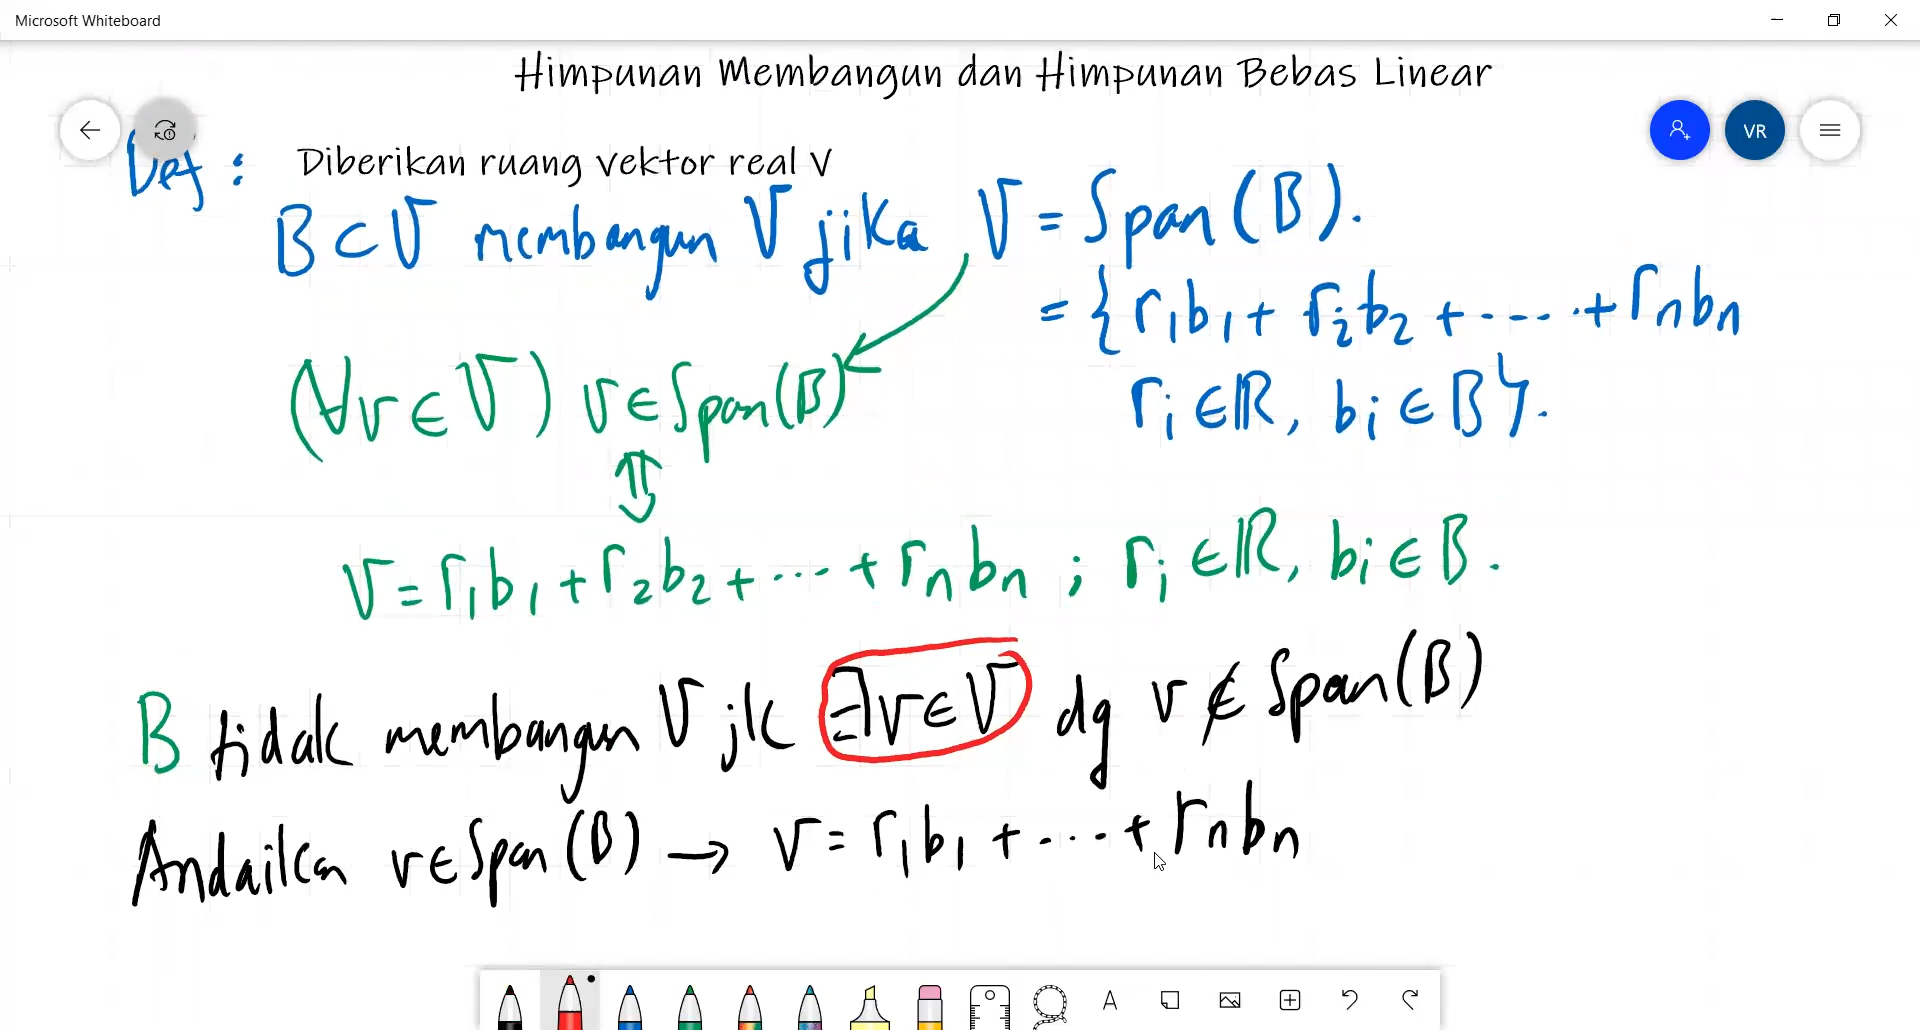 Microsoft Whiteboard
Himpunan Membangun dan Himpunan Bebas Linear
VR
Def : Diberikan ruang vektor real V
B ⊂ V membangun V jika V = Span (B).
= { r₁b₁ + r₂b₂ + ..... + rₙbₙ
rᵢ ∈ ℝ, bᵢ ∈ B }.
(∀v ∈ V) v ∈ Span(B)
⇕
v = r₁b₁ + r₂b₂ + ... + rₙbₙ ; rᵢ ∈ ℝ, bᵢ ∈ B.
B tidak membangun V jk ∃v ∈ V dg v ∉ Span(B)
Andaikan v ∈ Span(B) → v = r₁b₁ + .... + rₙbₙ
A